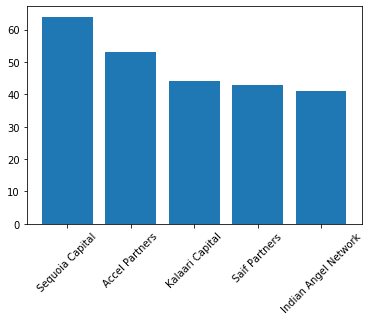 60
50
40
30
20
10
0
Sequoia Capital
Accel Partners
Kalaari Capital
Saif Partners
Indian Angel Network